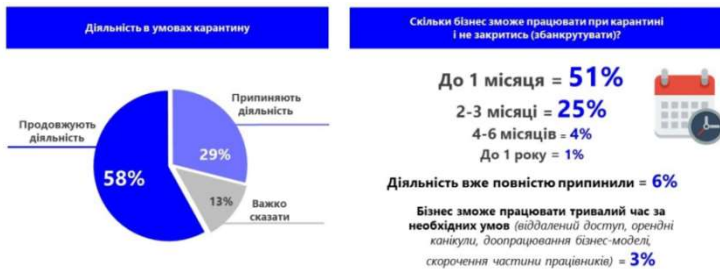 Діяльність в умовах карантину
Продовжують
діяльність
58%
Припиняють
діяльність
29%
13%
Важко
сказати
Скільки бізнес зможе працювати при карантині
і не закритись (збанкрутувати)?
До 1 місяця = 51%
2-3 місяці = 25%
4-6 місяців = 4%
До 1 року = 1%
Діяльність вже повністю припинили = 6%
Бізнес зможе працювати тривалий час за
необхідних умов (віддалений доступ, орендні
канікули, доопрацювання бізнес-моделі,
скорочення частини працівників) = 3%